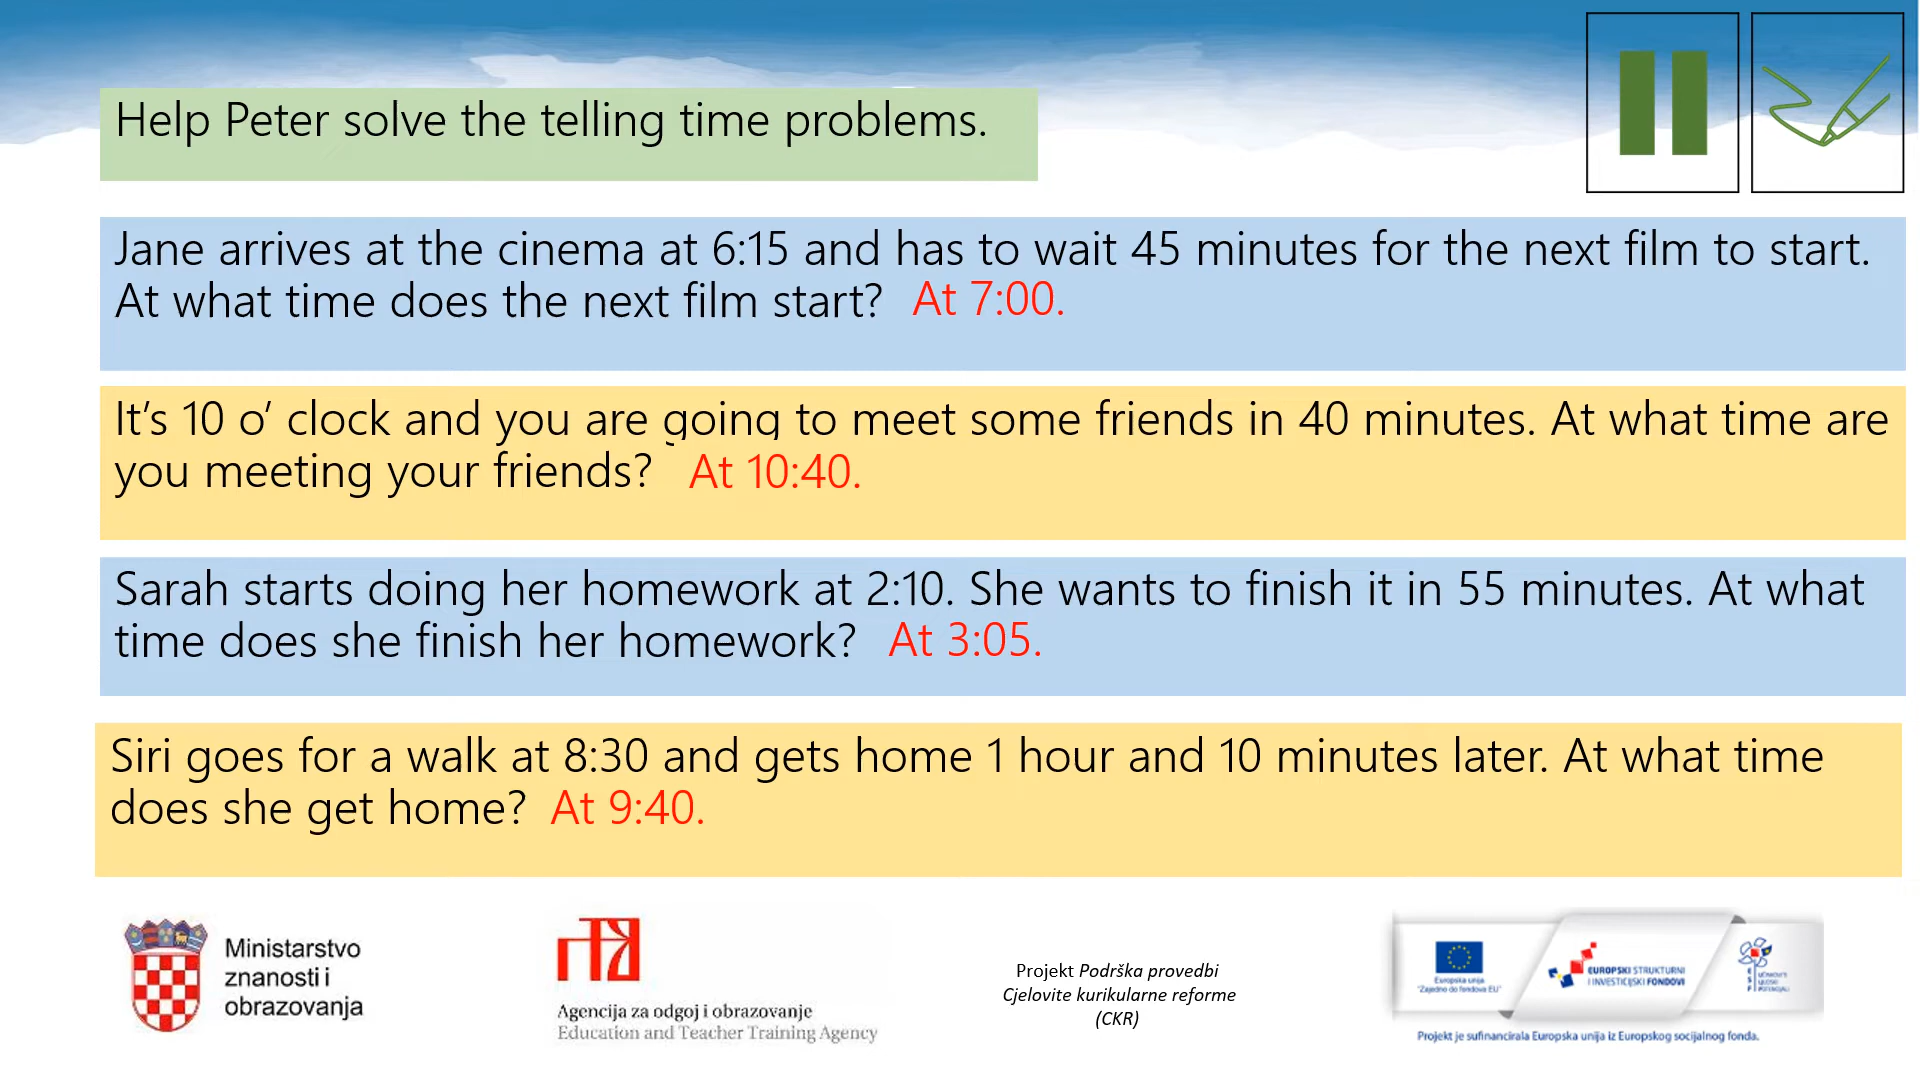 Help Peter solve the telling time problems.
Jane arrives at the cinema at 6:15 and has to wait 45 minutes for the next film to start.
At what time does the next film start? At 7:00.
It's 10 o' clock and you are going to meet some friends in 40 minutes. At what time are
you meeting your friends? At 10:40.
Sarah starts doing her homework at 2:10. She wants to finish it in 55 minutes. At what
time does she finish her homework? At 3:05.
Siri goes for a walk at 8:30 and gets home 1 hour and 10 minutes later. At what time
does she get home? At 9:40.
Ministarstvo
znanosti i
obrazovanja
Agencija za odgoj i obrazovanje
Education and Teacher Training Agency
Projekt Podrška provedbi
Cjelovite kurikularne reforme
(CKR)
Europska unija
"Zajedno do fondova EU"
EUROPSKI STRUKTURNI
I INVESTICIJSKI FONDOVI
Projekt je sufinancirala Europska unija iz Europskog socijalnog fonda.